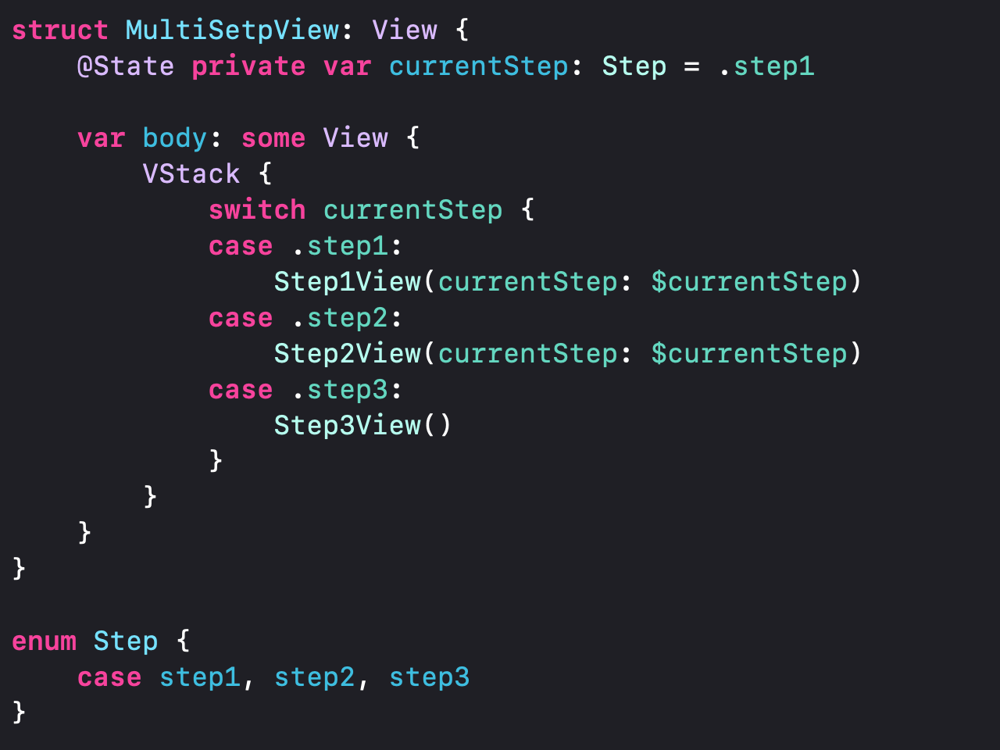 struct MultiSetpView: View {
    @State private var currentStep: Step = .step1

    var body: some View {
        VStack {
            switch currentStep {
            case .step1:
                Step1View(currentStep: $currentStep)
            case .step2:
                Step2View(currentStep: $currentStep)
            case .step3:
                Step3View()
            }
        }
    }
}

enum Step {
    case step1, step2, step3
}